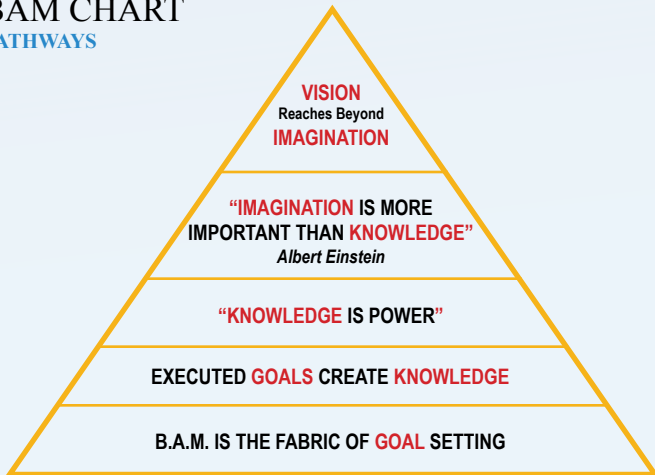 BAM CHART
PATHWAYS
VISION
Reaches Beyond
IMAGINATION
“IMAGINATION IS MORE
IMPORTANT THAN KNOWLEDGE”
Albert Einstein
“KNOWLEDGE IS POWER”
EXECUTED GOALS CREATE KNOWLEDGE
B.A.M. IS THE FABRIC OF GOAL SETTING